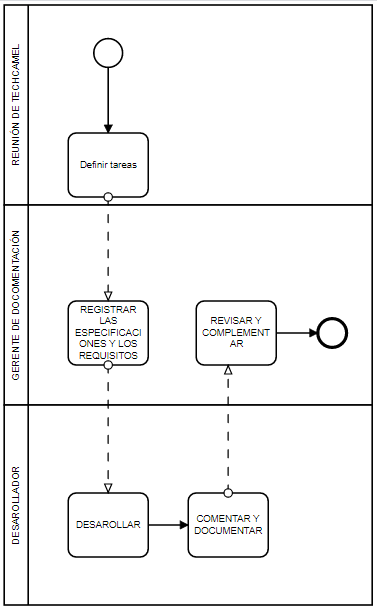 REUNIÓN DE TECHCAMEL
Definir tareas
GERENTE DE DOCOMENTACIÓN
REGISTRAR
LAS
ESPECIFICACI
ONES Y LOS
REQUISITOS
REVISAR Y
COMPLEMENT
AR
DESAROLLADOR
DESAROLLAR
COMENTAR Y
DOCUMENTAR